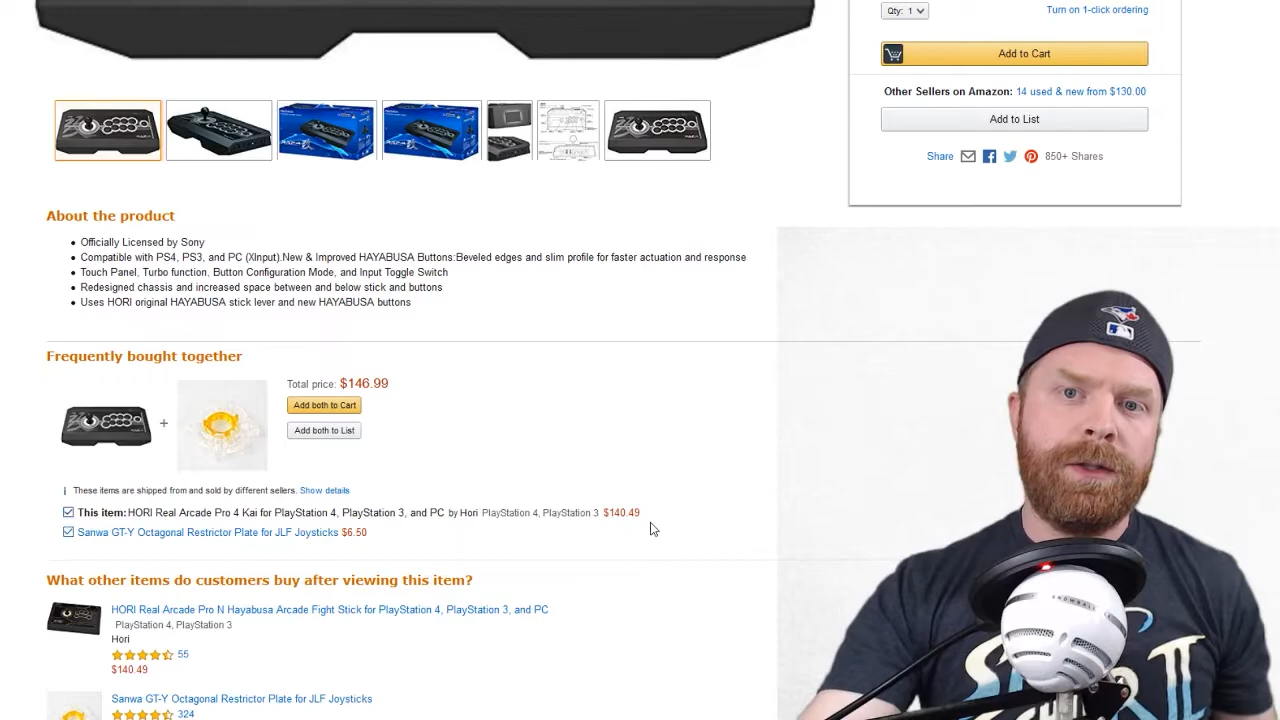 Qty: 1
Turn on 1-click ordering
Add to Cart
Other Sellers on Amazon: 14 used & new from $130.00
Add to List
Share 850+ Shares
About the product
Officially Licensed by Sony
Compatible with PS4, PS3, and PC (XInput).New & Improved HAYABUSA Buttons:Beveled edges and slim profile for faster actuation and response
Touch Panel, Turbo function, Button Configuration Mode, and Input Toggle Switch
Redesigned chassis and increased space between and below stick and buttons
Uses HORI original HAYABUSA stick lever and new HAYABUSA buttons
Frequently bought together
Total price: $146.99
Add both to Cart
+
Add both to List
i These items are shipped from and sold by different sellers. Show details
This item: HORI Real Arcade Pro 4 Kai for PlayStation 4, PlayStation 3, and PC by Hori PlayStation 4, PlayStation 3 $140.49
Sanwa GT-Y Octagonal Restrictor Plate for JLF Joysticks $6.50
What other items do customers buy after viewing this item?
HORI Real Arcade Pro N Hayabusa Arcade Fight Stick for PlayStation 4, PlayStation 3, and PC
PlayStation 4, PlayStation 3
Hori
55
$140.49
Sanwa GT-Y Octagonal Restrictor Plate for JLF Joysticks
324
SNOWBALL